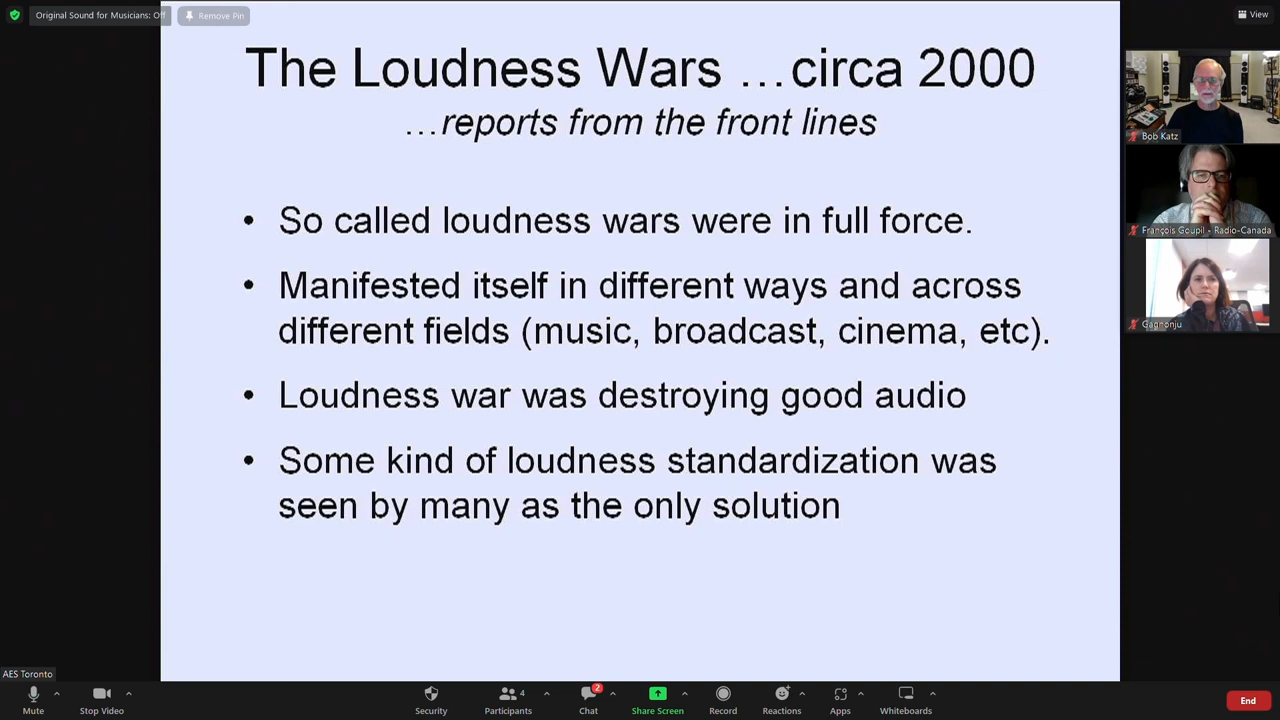 Original Sound for Musicians: Off
Remove Pin
View
The Loudness Wars …circa 2000
…reports from the front lines
• So called loudness wars were in full force.
• Manifested itself in different ways and across
different fields (music, broadcast, cinema, etc).
• Loudness war was destroying good audio
• Some kind of loudness standardization was
seen by many as the only solution
Bob Katz
François Goupil - Radio-Canada
Gagnonju
AES Toronto
Mute
Stop Video
Security
4
Participants
2
Chat
Share Screen
Record
Reactions
Apps
Whiteboards
End